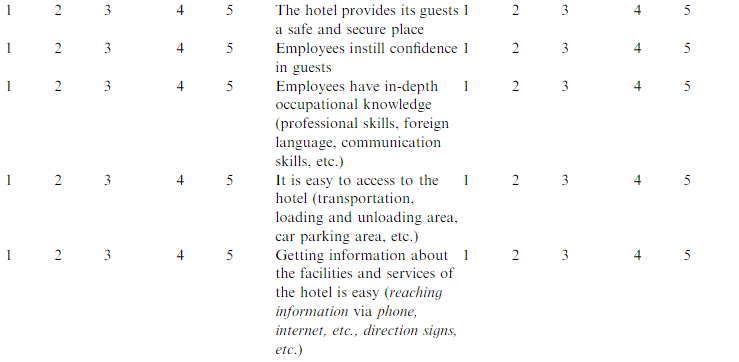 1 2 3 4 5 The hotel provides its guests 1 2 3 4 5
a safe and secure place
1 2 3 4 5 Employees instill confidence 1 2 3 4 5
in guests
1 2 3 4 5 Employees have in-depth 1 2 3 4 5
occupational knowledge
(professional skills, foreign
language, communication
skills, etc.)
1 2 3 4 5 It is easy to access to the 1 2 3 4 5
hotel (transportation,
loading and unloading area,
car parking area, etc.)
1 2 3 4 5 Getting information about 1 2 3 4 5
the facilities and services of
the hotel is easy (reaching
information via phone,
internet, etc., direction signs,
etc.)